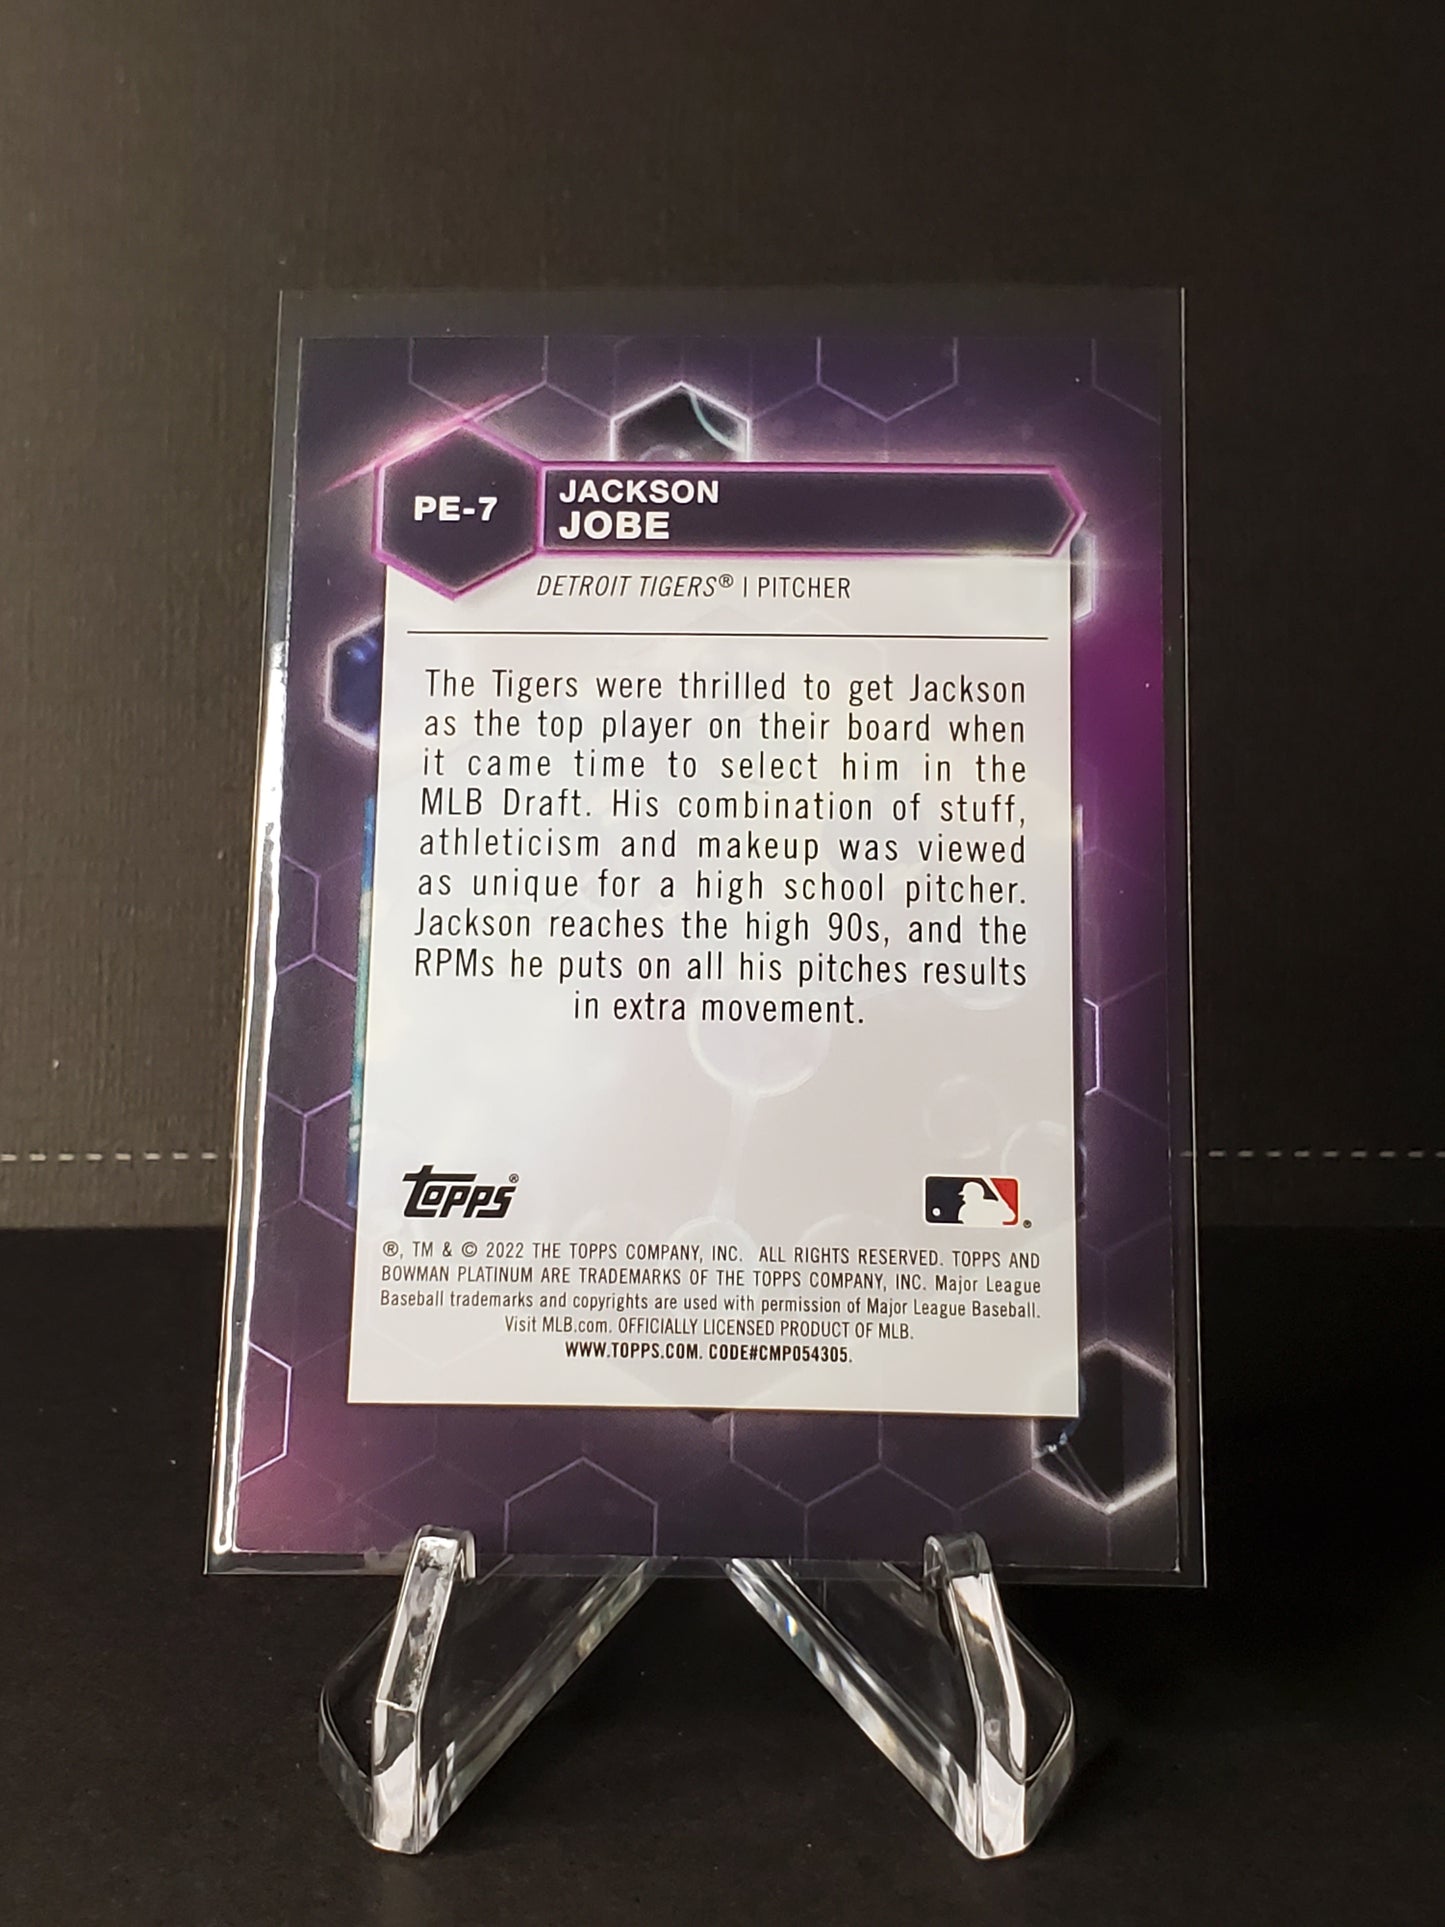 PE-7
JACKSON
JOBE
DETROIT TIGERS® | PITCHER
The Tigers were thrilled to get Jackson
as the top player on their board when
it came time to select him in the
MLB Draft. His combination of stuff,
athleticism and makeup was viewed
as unique for a high school pitcher.
Jackson reaches the high 90s, and the
RPMs he puts on all his pitches results
in extra movement.
TOPPS®
®, TM & © 2022 THE TOPPS COMPANY, INC. ALL RIGHTS RESERVED. TOPPS AND
BOWMAN PLATINUM ARE TRADEMARKS OF THE TOPPS COMPANY, INC. Major League
Baseball trademarks and copyrights are used with permission of Major League Baseball.
Visit MLB.com. OFFICIALLY LICENSED PRODUCT OF MLB.
WWW.TOPPS.COM. CODE#CMP054305.